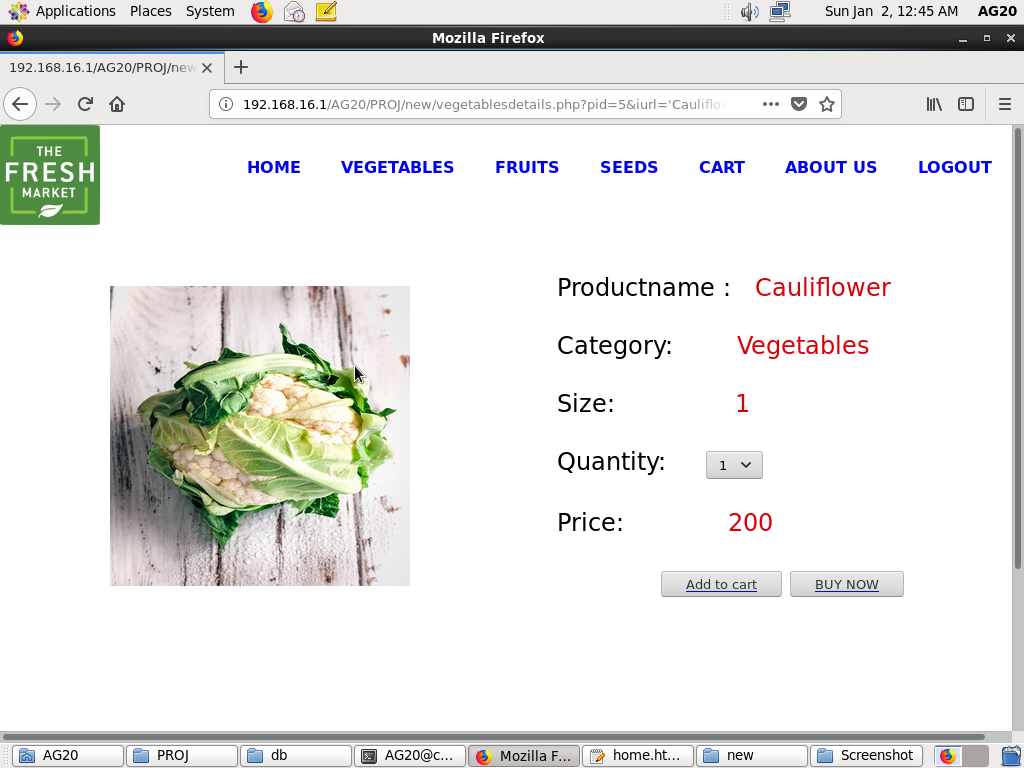 Applications Places System Sun Jan 2, 12:45 AM AG20
Mozilla Firefox
192.168.16.1/AG20/PROJ/new
192.168.16.1/AG20/PROJ/new/vegetablesdetails.php?pid=5&iurl='Cauliflow
THE
FRESH
MARKET
HOME VEGETABLES FRUITS SEEDS CART ABOUT US LOGOUT
Productname : Cauliflower
Category: Vegetables
Size: 1
Quantity: 1
Price: 200
Add to cart BUY NOW
AG20 PROJ db AG20@c... Mozilla F... home.ht... new Screenshot